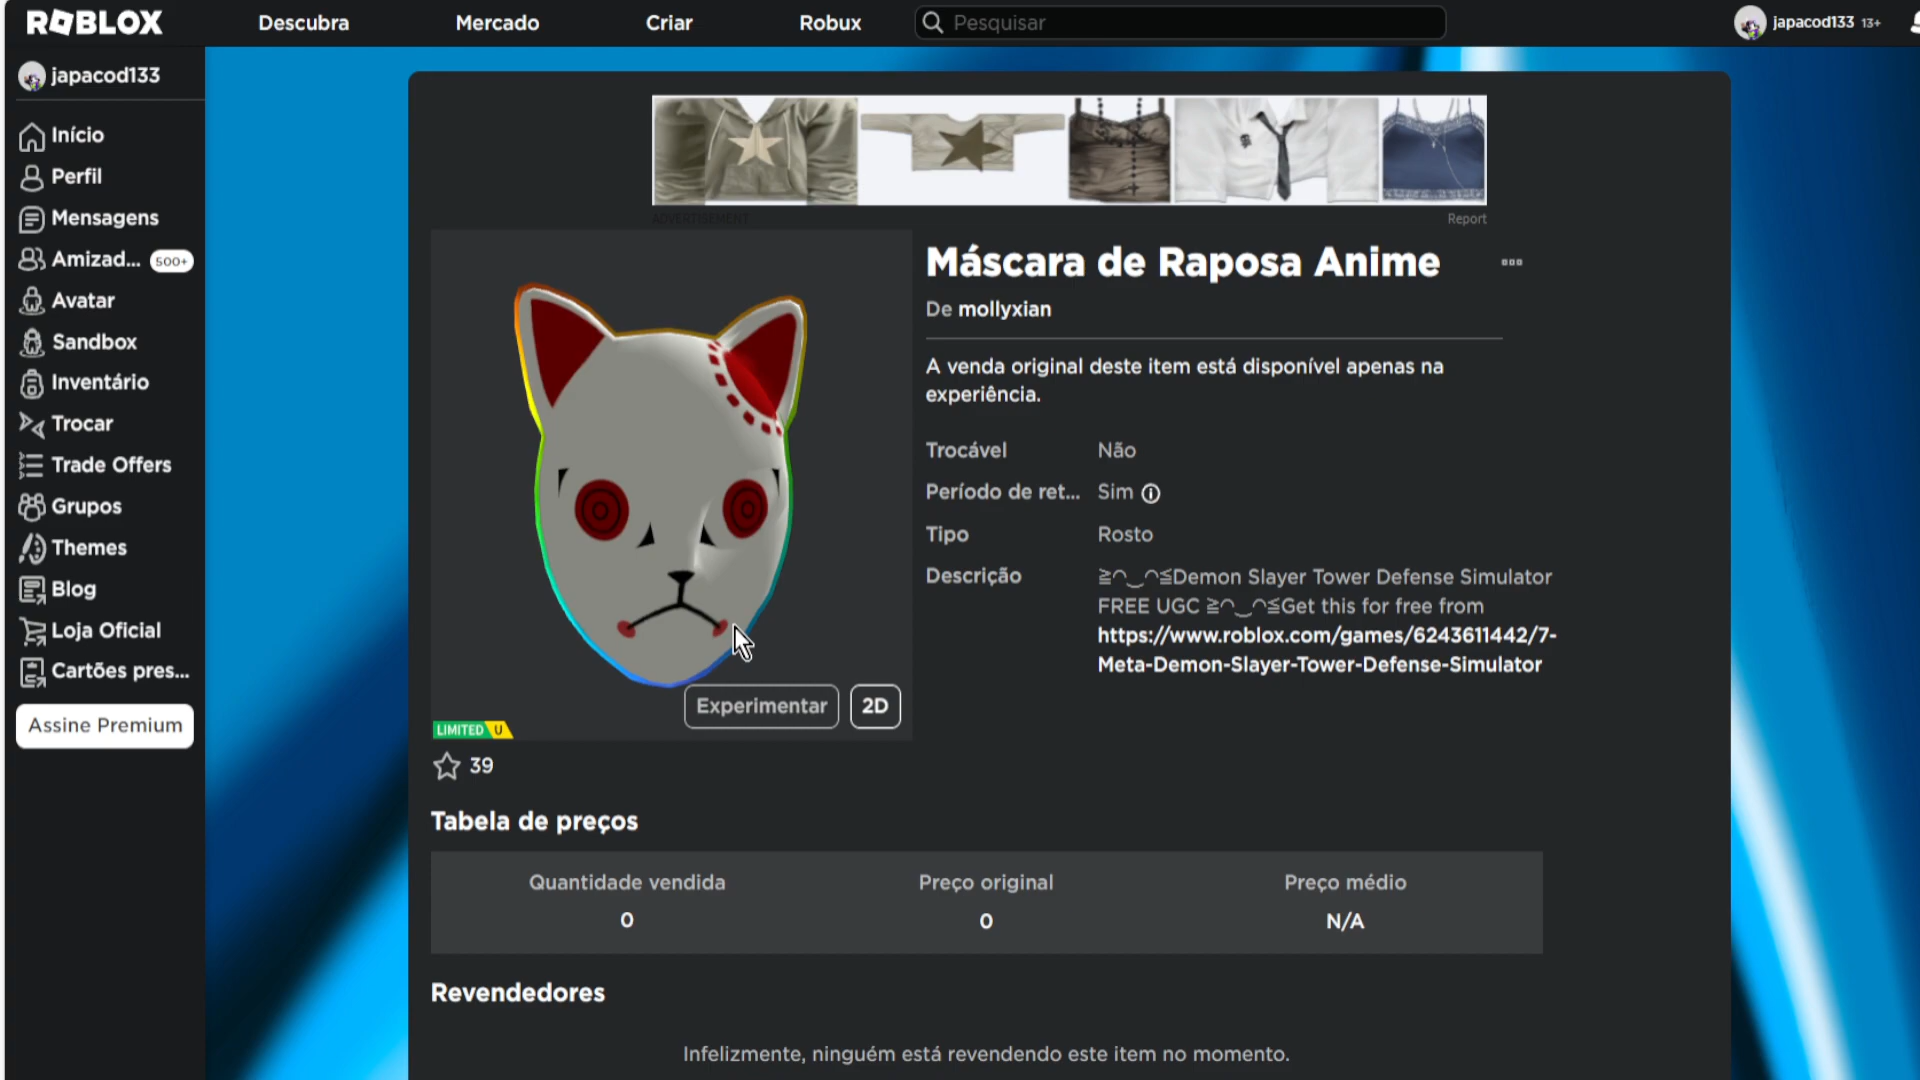 ROBLOX
Descubra
Mercado
Criar
Robux
Pesquisar
japacod133 13+
japacod133
Início
Perfil
Mensagens
Amizad... 500+
Avatar
Sandbox
Inventário
Trocar
Trade Offers
Grupos
Themes
Blog
Loja Oficial
Cartões pres...
Assine Premium
ADVERTISEMENT
Report
Máscara de Raposa Anime
De mollyxian
A venda original deste item está disponível apenas na
experiência.
Trocável Não
Período de ret... Sim
Tipo Rosto
Descrição ≧◠‿◠≦Demon Slayer Tower Defense Simulator
FREE UGC ≧◠‿◠≦Get this for free from
https://www.roblox.com/games/6243611442/7-
Meta-Demon-Slayer-Tower-Defense-Simulator
Experimentar
2D
LIMITED U
39
Tabela de preços
Quantidade vendida Preço original Preço médio
0 0 N/A
Revendedores
Infelizmente, ninguém está revendendo este item no momento.